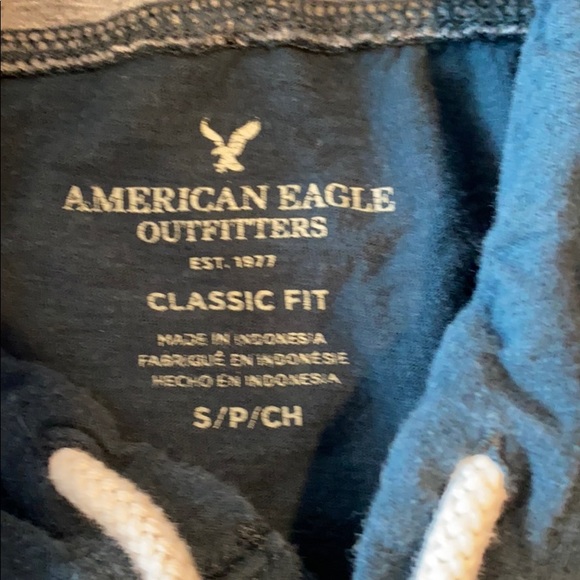 AMERICAN EAGLE
OUTFITTERS
EST. 1977
CLASSIC FIT
MADE IN INDONESIA
FABRIQUÉ EN INDONÉSIE
HECHO EN INDONESIA
S/P/CH